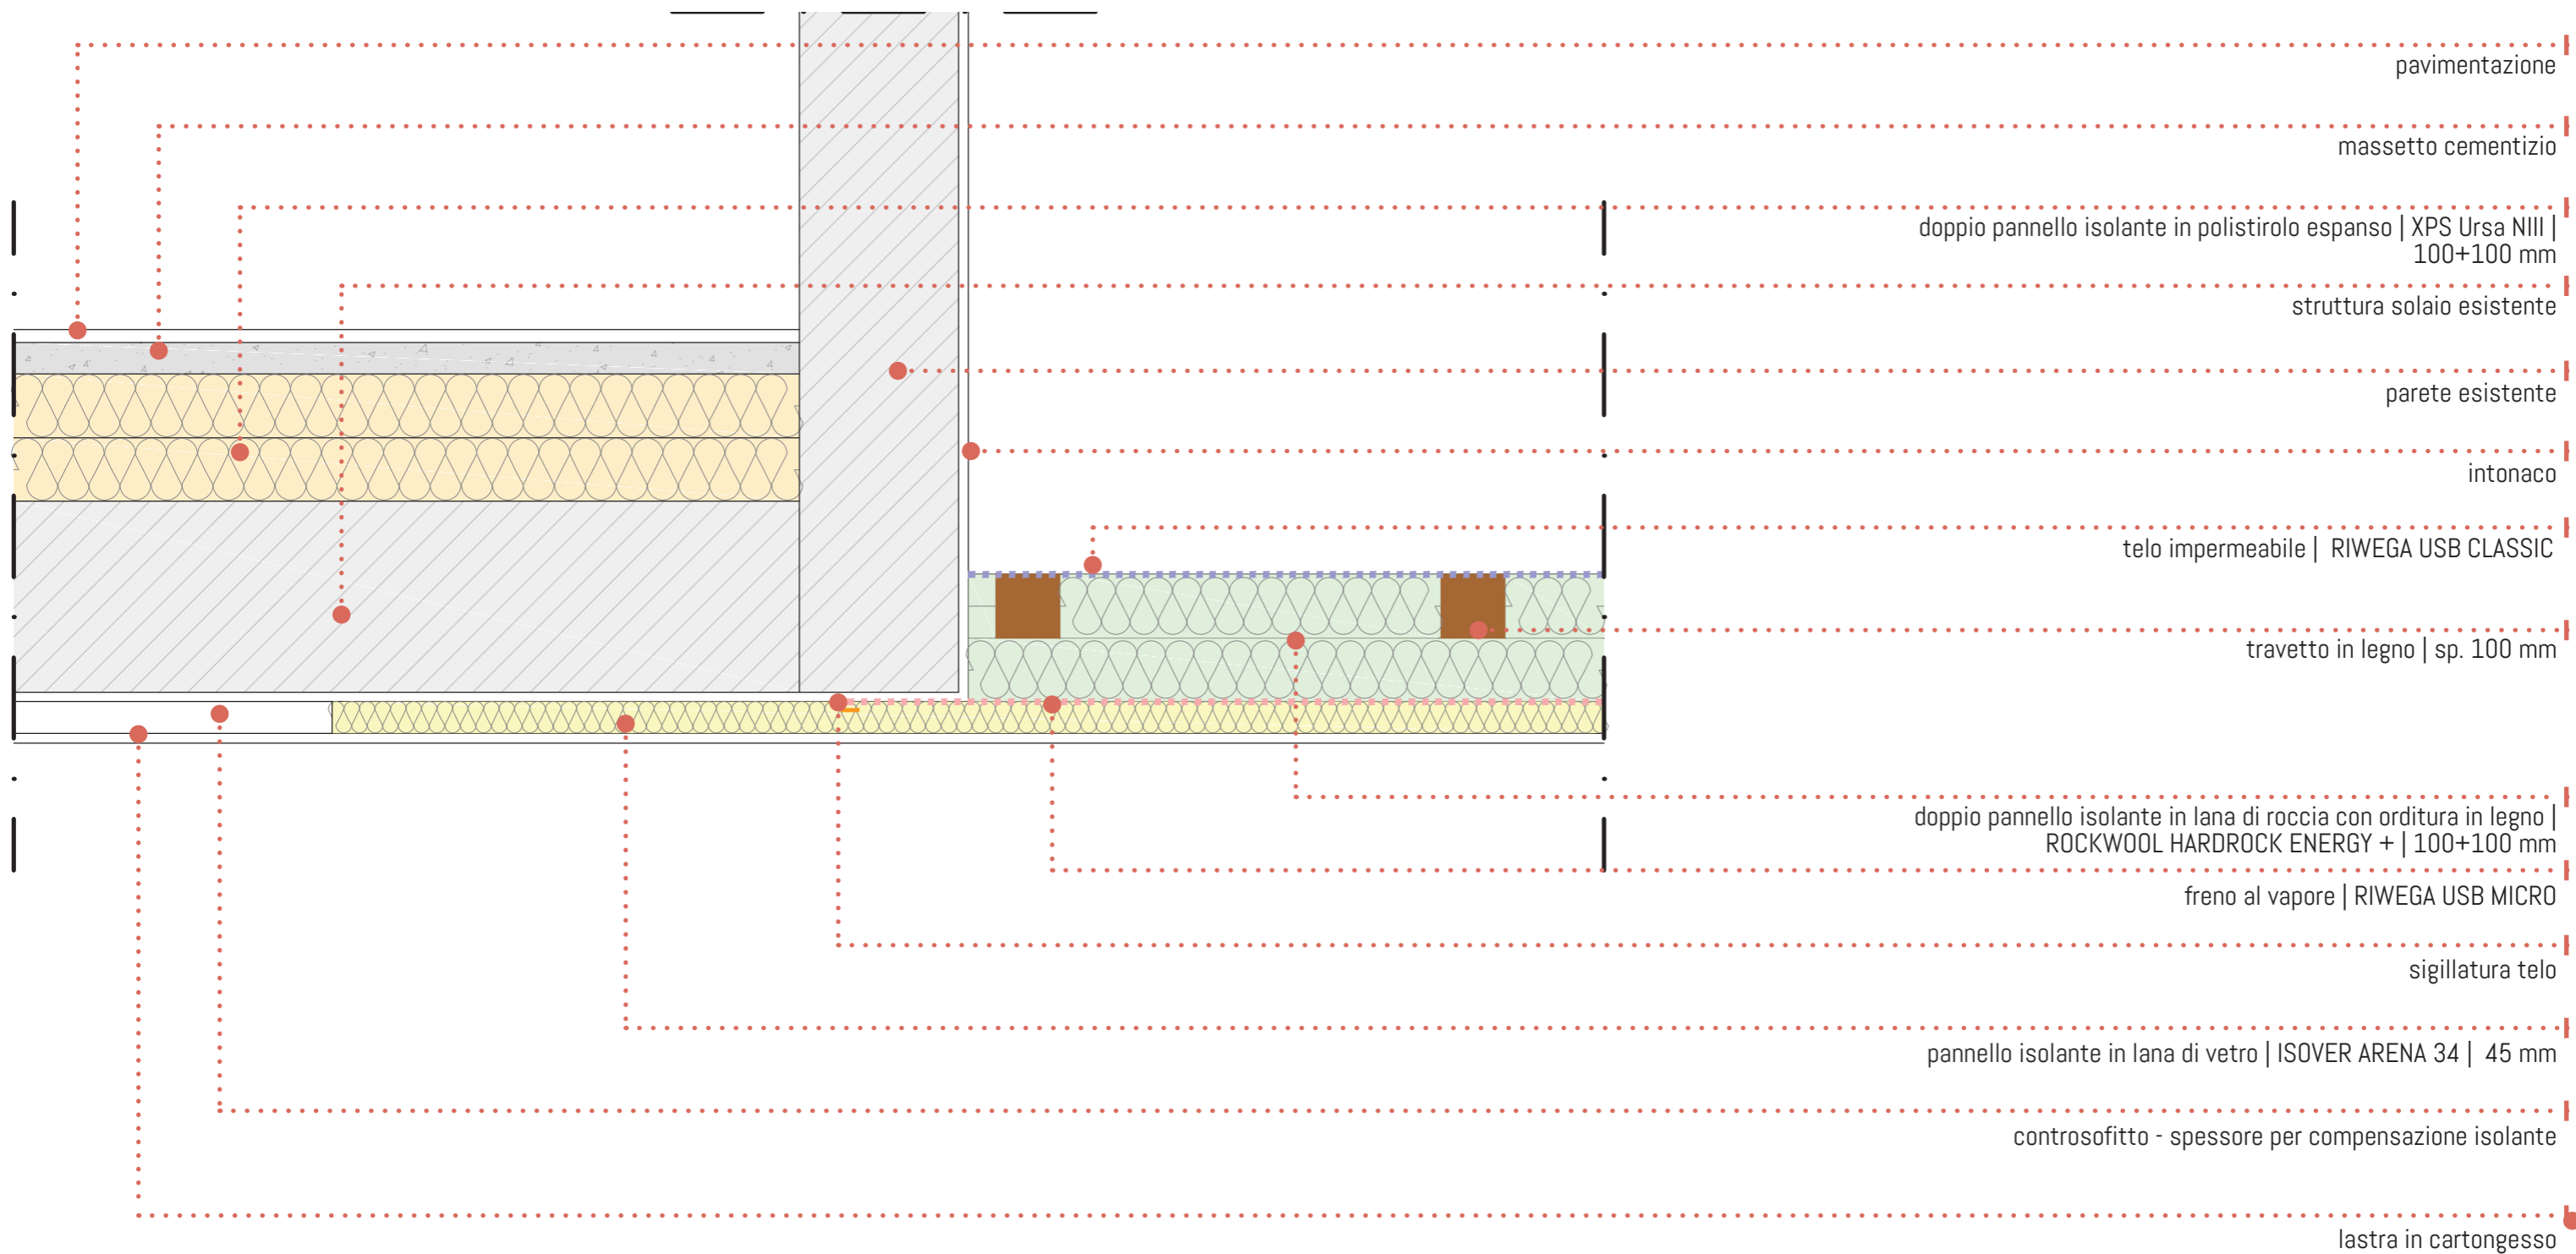 pavimentazione
massetto cementizio
doppio pannello isolante in polistirolo espanso | XPS Ursa NIII |
100+100 mm
struttura solaio esistente
parete esistente
intonaco
telo impermeabile | RIWEGA USB CLASSIC
travetto in legno | sp. 100 mm
doppio pannello isolante in lana di roccia con orditura in legno |
ROCKWOOL HARDROCK ENERGY + | 100+100 mm
freno al vapore | RIWEGA USB MICRO
sigillatura telo
pannello isolante in lana di vetro | ISOVER ARENA 34 | 45 mm
controsofitto - spessore per compensazione isolante
lastra in cartongesso